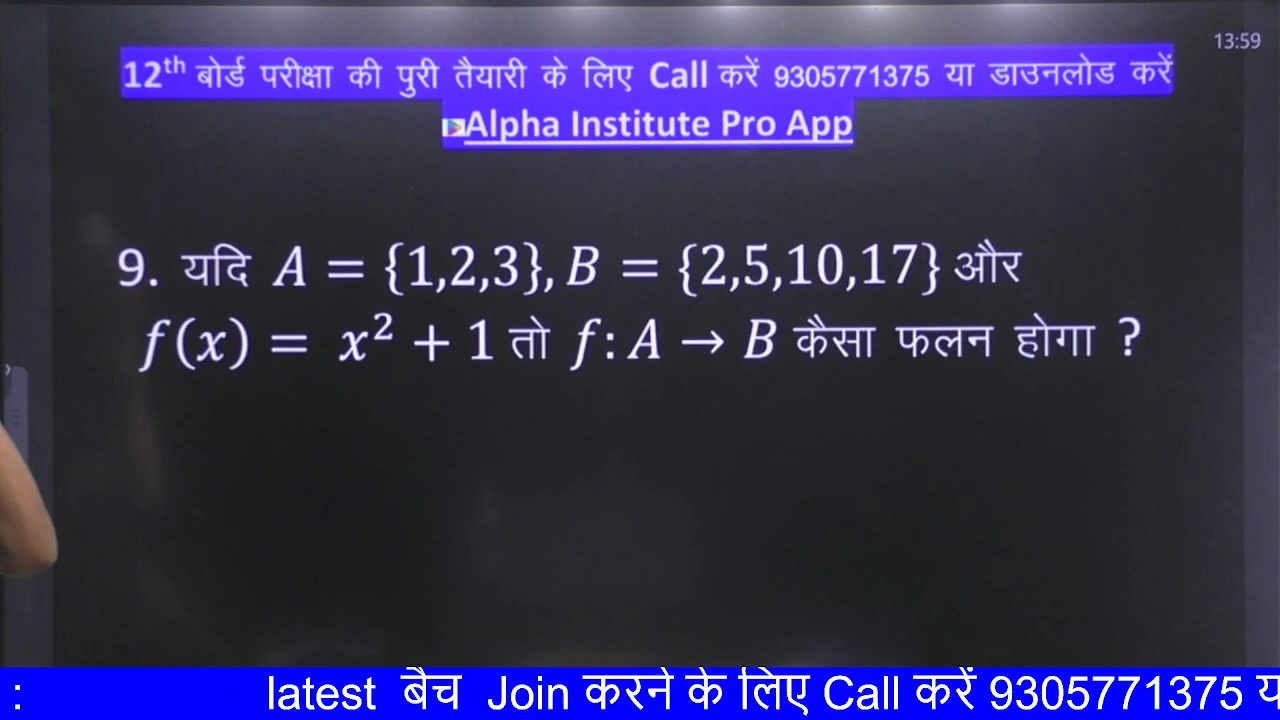 13:59
12th बोर्ड परीक्षा की पुरी तैयारी के लिए Call करें 9305771375 या डाउनलोड करें
Alpha Institute Pro App
9. यदि A = {1,2,3}, B = {2,5,10,17} और
f(x) = x² + 1 तो f: A → B कैसा फलन होगा ?
: latest बैच Join करने के लिए Call करें 9305771375 य